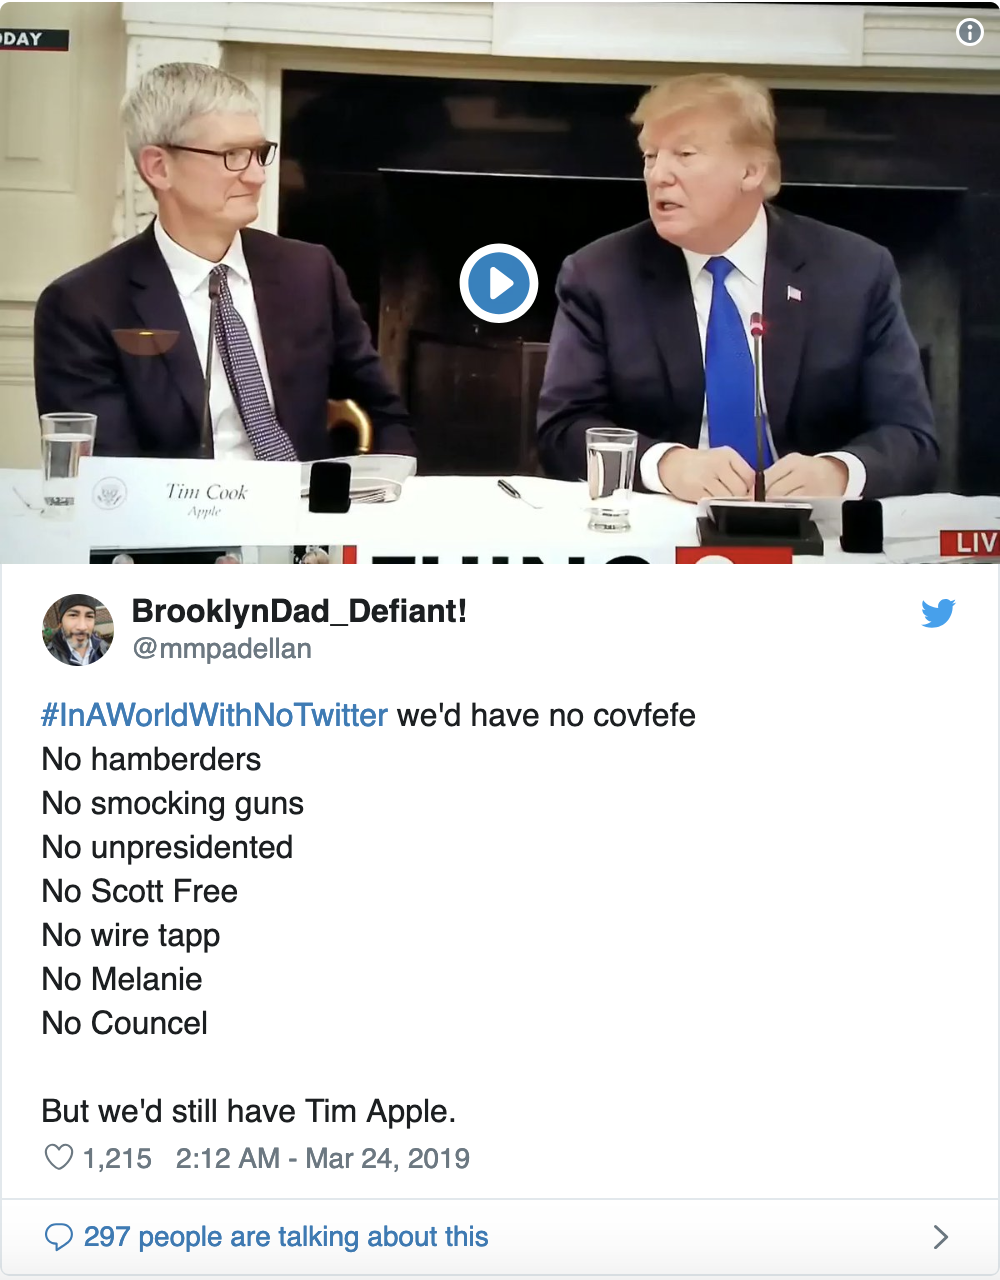 DAY
Tim Cook
Apple
LIV
BrooklynDad_Defiant!
@mmpadellan
#InAWorldWithNoTwitter we'd have no covfefe
No hamberders
No smocking guns
No unpresidented
No Scott Free
No wire tapp
No Melanie
No Councel
But we'd still have Tim Apple.
1,215 2:12 AM - Mar 24, 2019
297 people are talking about this